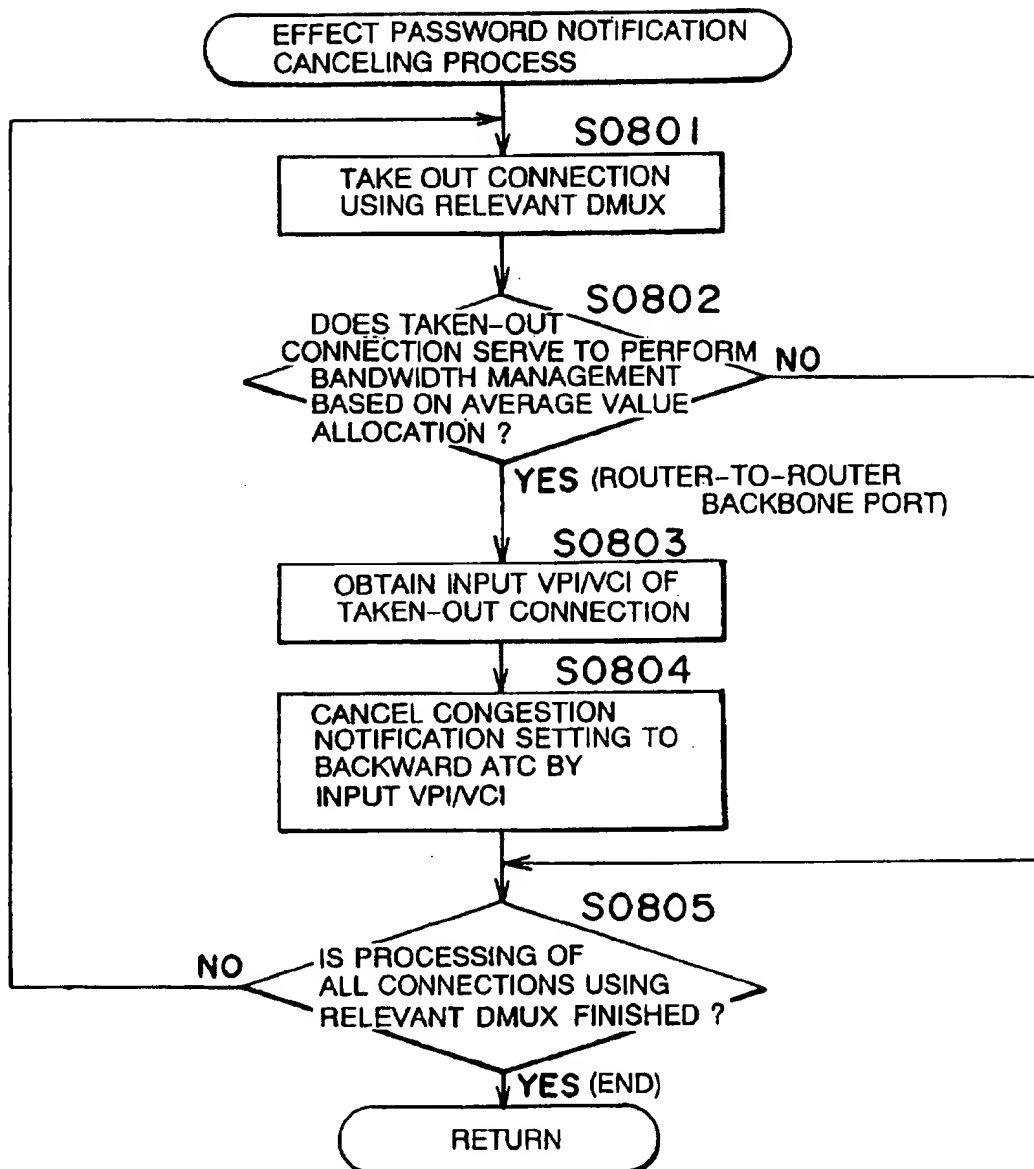 EFFECT PASSWORD NOTIFICATION
CANCELING PROCESS
S0801
TAKE OUT CONNECTION
USING RELEVANT DMUX
S0802
DOES TAKEN-OUT
CONNECTION SERVE TO PERFORM
BANDWIDTH MANAGEMENT
BASED ON AVERAGE VALUE
ALLOCATION ?
NO
YES (ROUTER-TO-ROUTER
BACKBONE PORT)
S0803
OBTAIN INPUT VPI/VCI OF
TAKEN-OUT CONNECTION
S0804
CANCEL CONGESTION
NOTIFICATION SETTING TO
BACKWARD ATC BY
INPUT VPI/VCI
S0805
NO
IS PROCESSING OF
ALL CONNECTIONS USING
RELEVANT DMUX FINISHED ?
YES (END)
RETURN